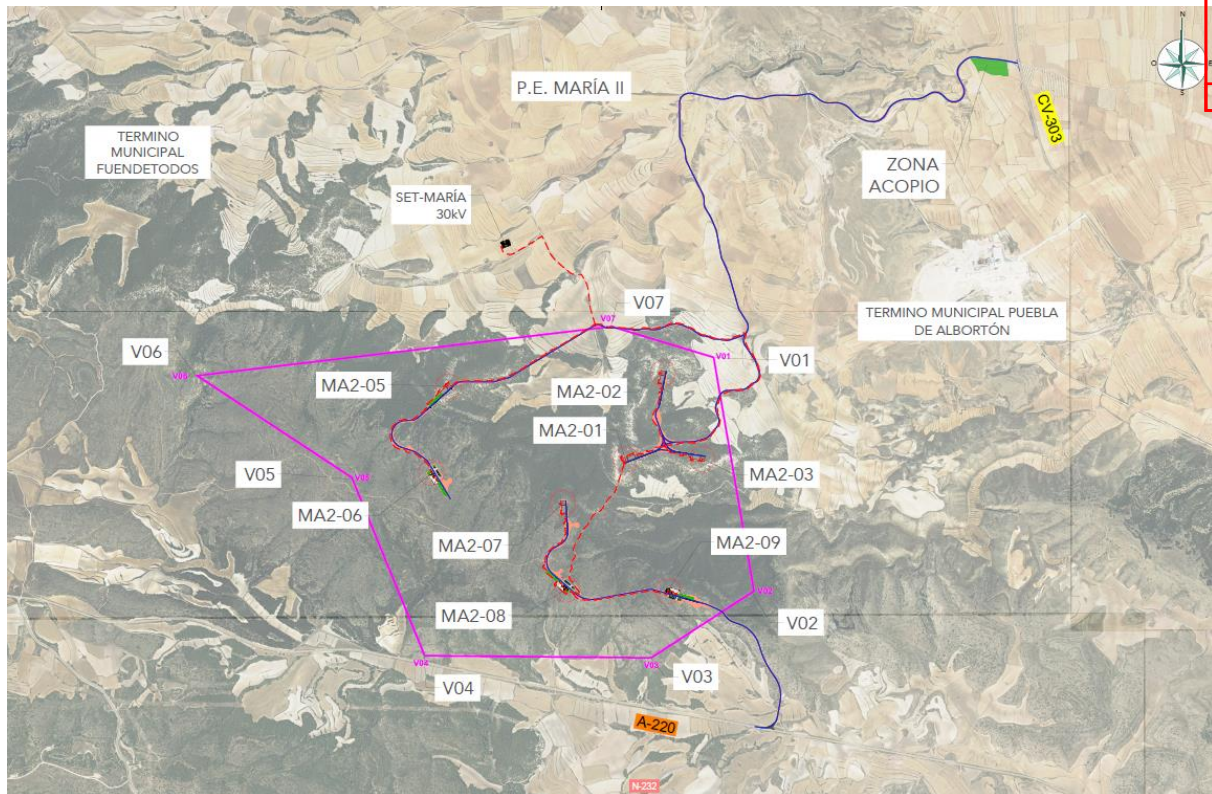 N
O
E
S
P.E. MARÍA II
CV-303
TERMINO
MUNICIPAL
FUENDETODOS
ZONA
ACOPIO
SET-MARÍA
30kV
V07
V07
TERMINO MUNICIPAL PUEBLA
DE ALBORTÓN
V06
V06
V01
V01
MA2-05
MA2-02
MA2-01
V05
V05
MA2-03
MA2-06
MA2-07
MA2-09
V02
MA2-08
V02
V04
V03
V04
V03
A-220
N-232